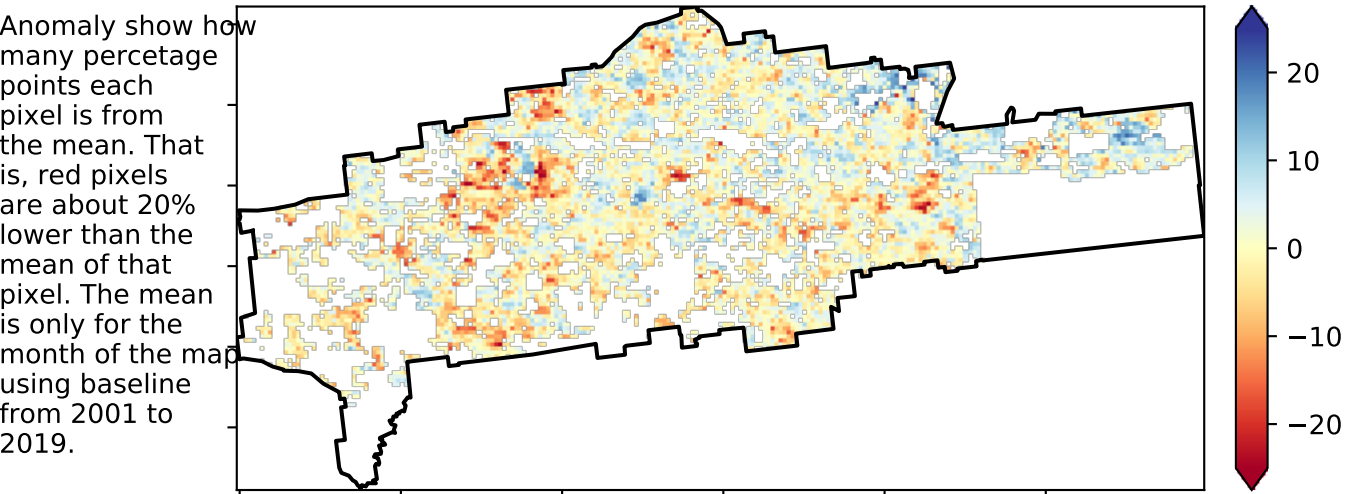 Anomaly show how
many percetage
points each
pixel is from
the mean. That
is, red pixels
are about 20%
lower than the
mean of that
pixel. The mean
is only for the
month of the map
using baseline
from 2001 to
2019.
20
10
0
−10
−20